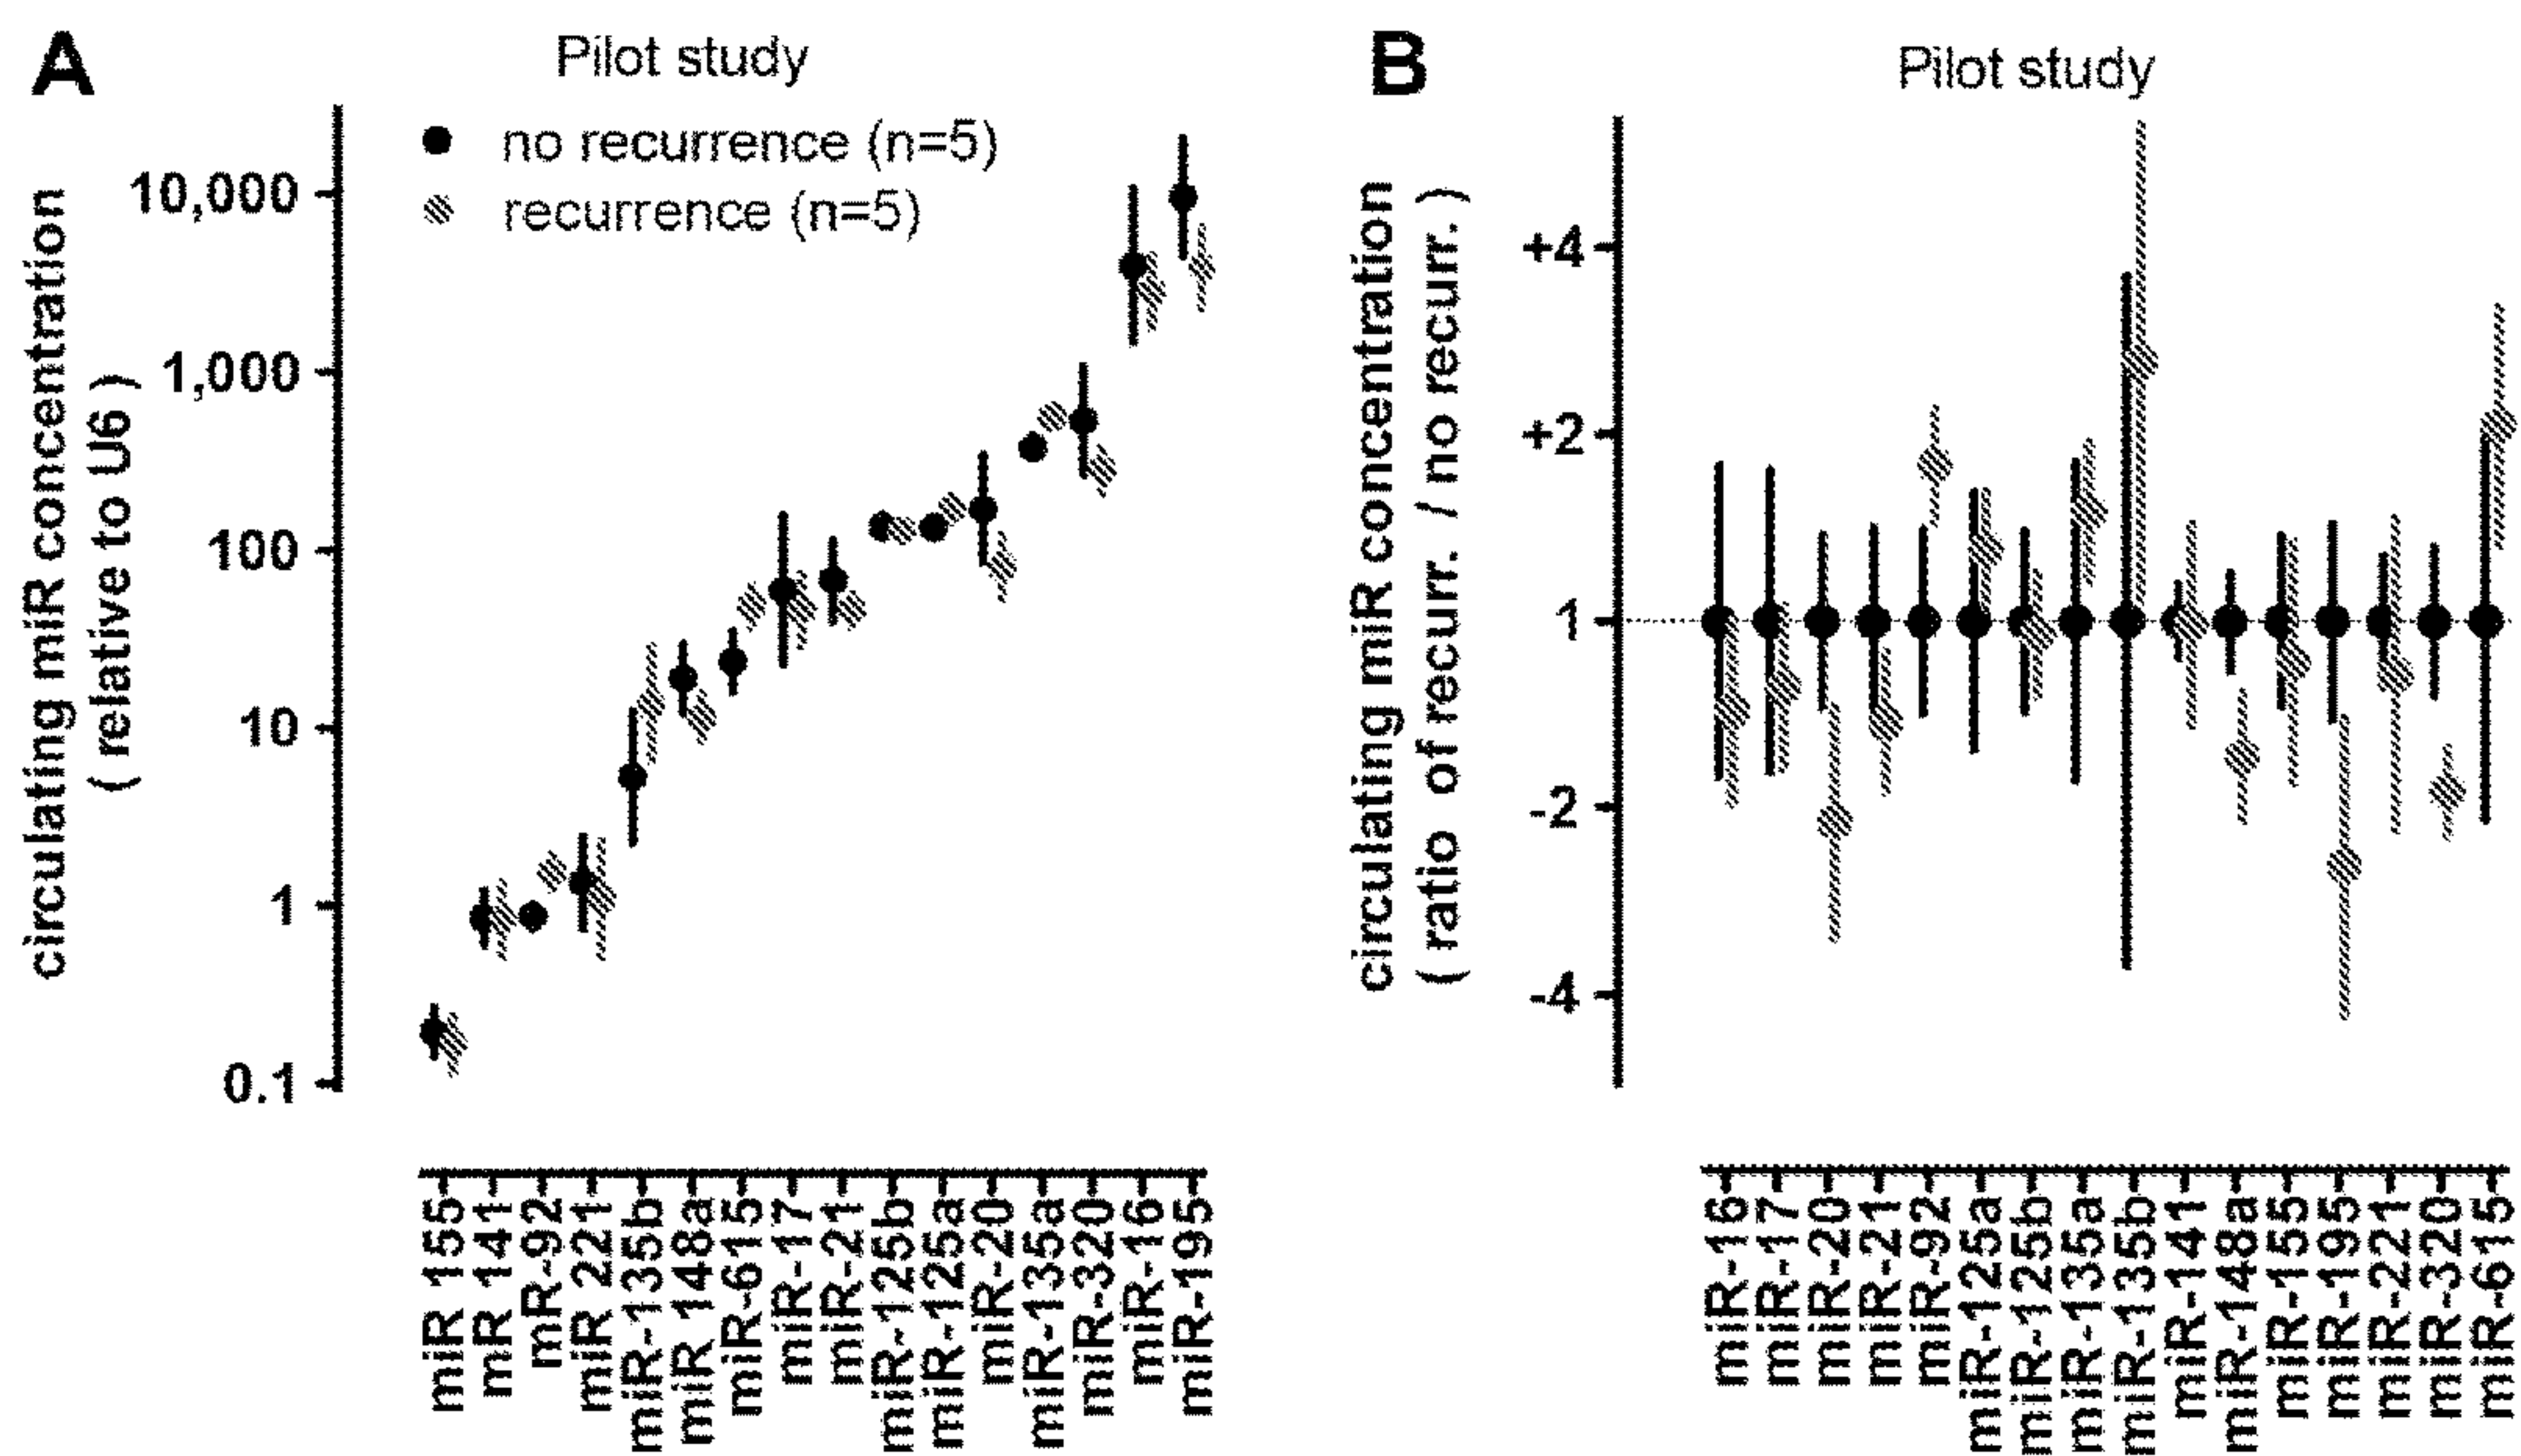 A
Pilot study
no recurrence (n=5)
recurrence (n=5)
circulating miR concentration
( relative to U6 )
10,000
1,000
100
10
1
0.1
miR 155
mR 141
mR-92
miR 221
miR-135b
miR 148a
miR-615
miR-17
miR-21
miR-125b
miR-125a
miR-20
miR-135a
miR-320
miR-16
miR-195
B
Pilot study
circulating miR concentration
( ratio of recurr. / no recurr. )
+4
+2
1
-2
-4
miR-16
miR-17
miR-20
miR-21
miR-92
miR-125a
miR-125b
miR-135a
miR-135b
miR-141
miR-148a
miR-155
miR-195
miR-221
miR-320
miR-615